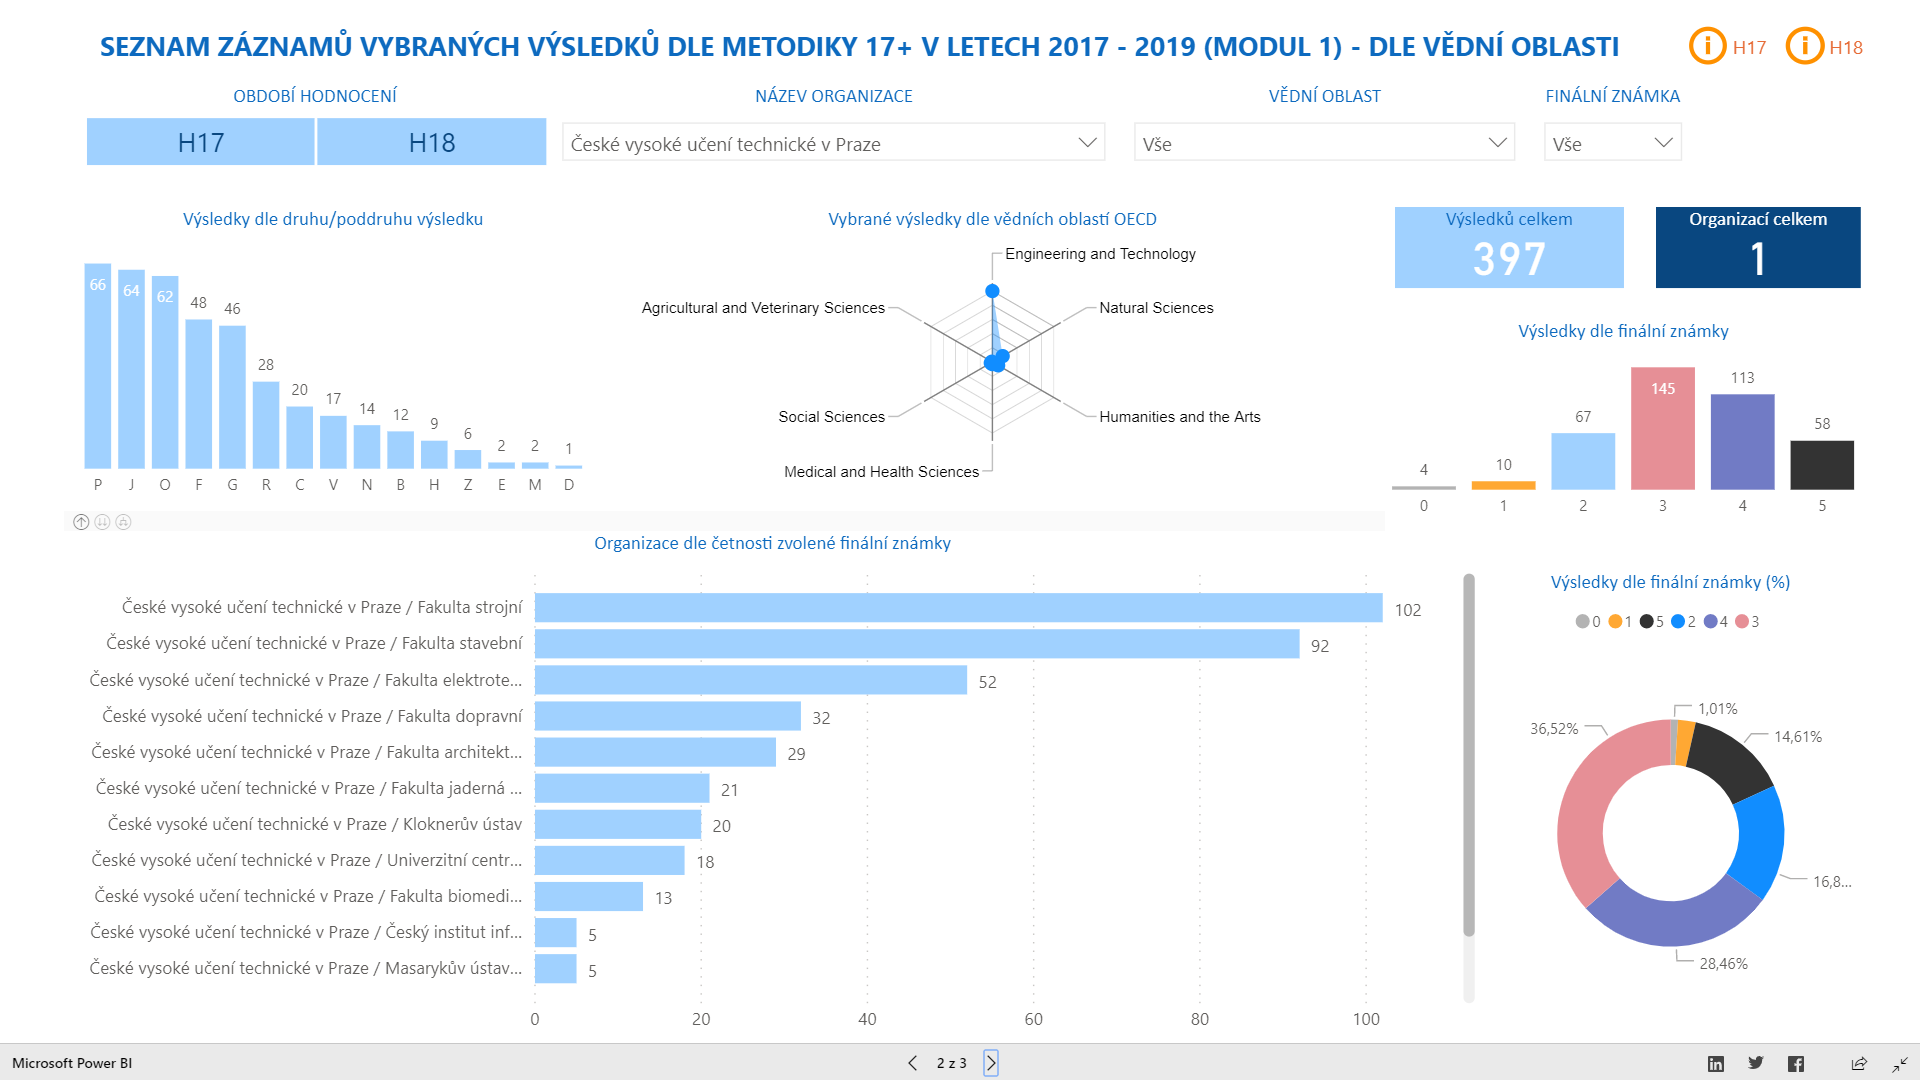 SEZNAM ZÁZNAMŮ VYBRANÝCH VÝSLEDKŮ DLE METODIKY 17+ V LETECH 2017 - 2019 (MODUL 1) - DLE VĚDNÍ OBLASTI
H17
H18
OBDOBÍ HODNOCENÍ
NÁZEV ORGANIZACE
VĚDNÍ OBLAST
FINÁLNÍ ZNÁMKA
H17
H18
České vysoké učení technické v Praze
Vše
Vše
Výsledky dle druhu/poddruhu výsledku
66
64
62
48
46
28
20
17
14
12
9
6
2
2
1
P J O F G R C V N B H Z E M D
Vybrané výsledky dle vědních oblastí OECD
Engineering and Technology
Agricultural and Veterinary Sciences
Natural Sciences
Social Sciences
Humanities and the Arts
Medical and Health Sciences
Výsledků celkem
397
Organizací celkem
1
Výsledky dle finální známky
4
10
67
145
113
58
0 1 2 3 4 5
Organizace dle četnosti zvolené finální známky
České vysoké učení technické v Praze / Fakulta strojní 102
České vysoké učení technické v Praze / Fakulta stavební 92
České vysoké učení technické v Praze / Fakulta elektrote... 52
České vysoké učení technické v Praze / Fakulta dopravní 32
České vysoké učení technické v Praze / Fakulta architekt... 29
České vysoké učení technické v Praze / Fakulta jaderná ... 21
České vysoké učení technické v Praze / Kloknerův ústav 20
České vysoké učení technické v Praze / Univerzitní centr... 18
České vysoké učení technické v Praze / Fakulta biomedi... 13
České vysoké učení technické v Praze / Český institut inf... 5
České vysoké učení technické v Praze / Masarykův ústav... 5
0 20 40 60 80 100
Výsledky dle finální známky (%)
0 1 5 2 4 3
1,01%
36,52%
14,61%
16,8...
28,46%
Microsoft Power BI
2 z 3